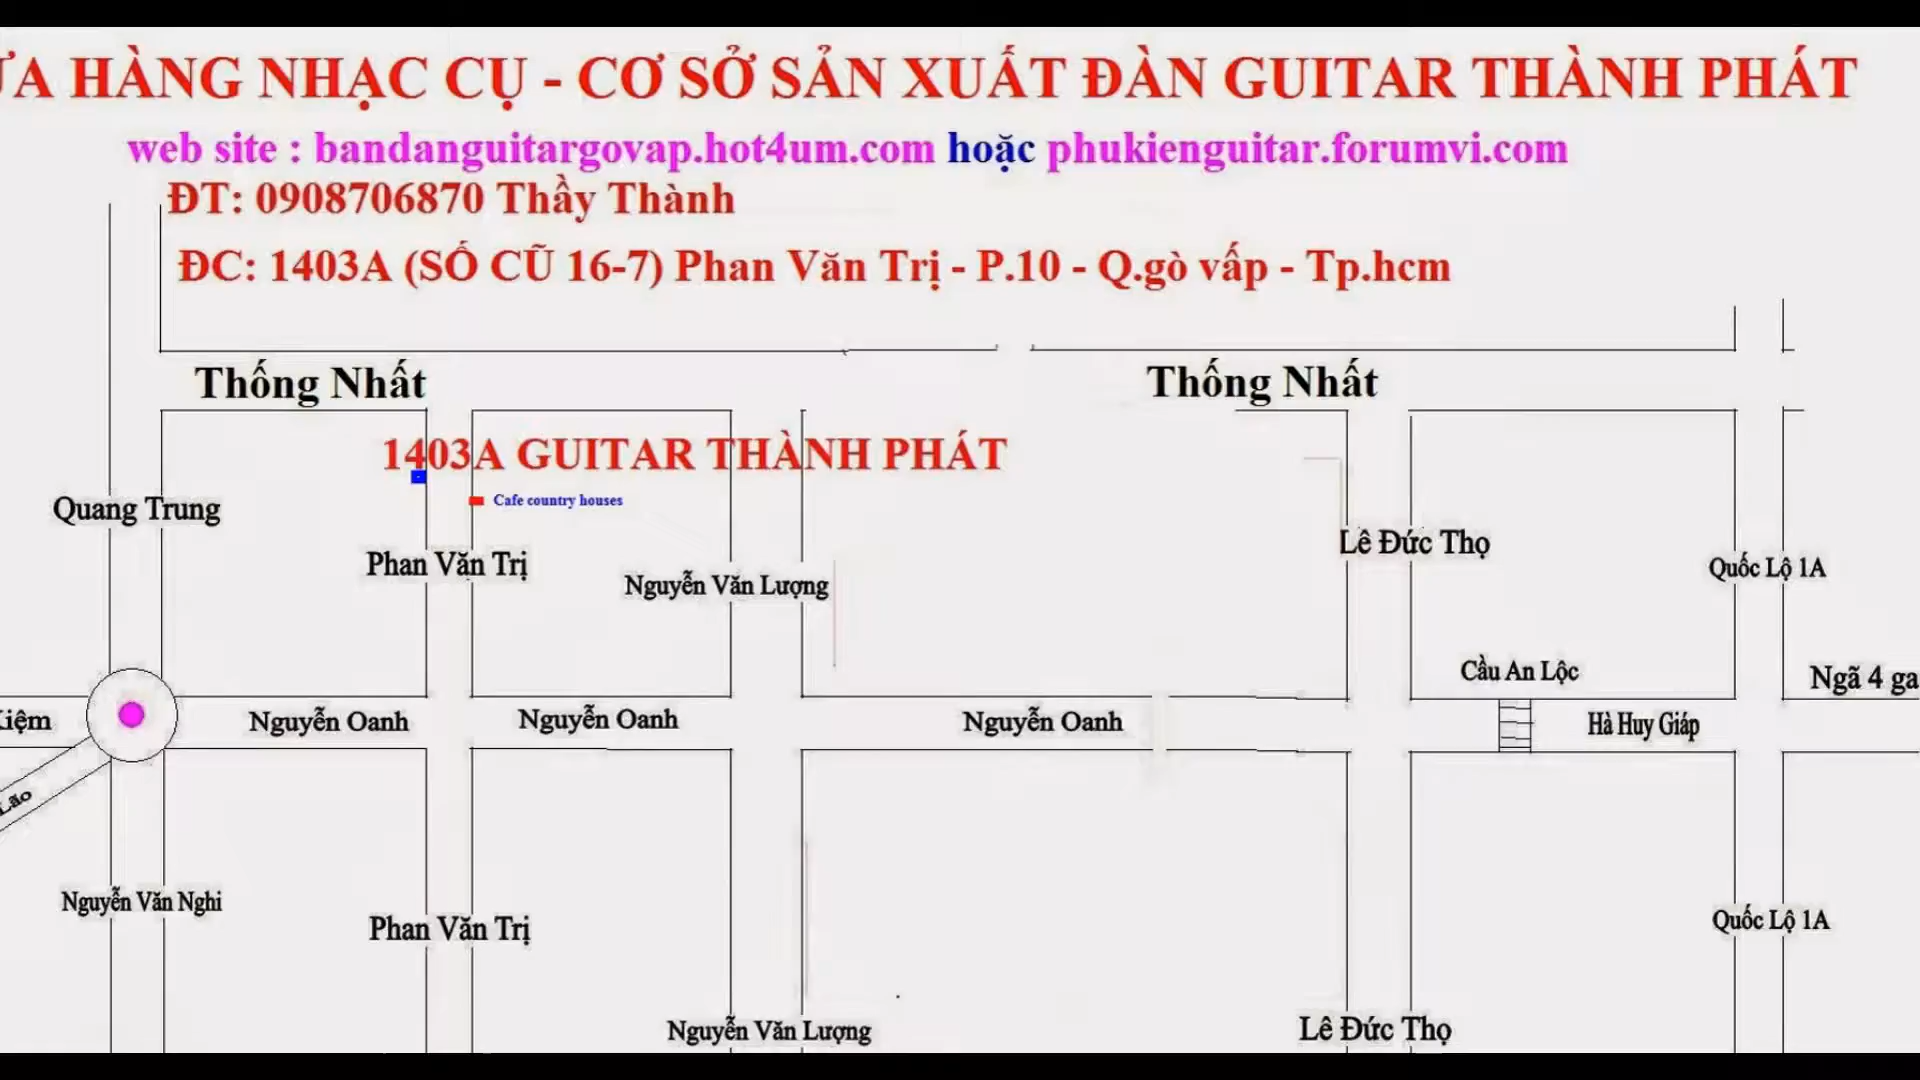 HÀNG NHẠC CỤ - CƠ SỞ SẢN XUẤT ĐÀN GUITAR THÀNH PHÁT
web site : bandanguitargovap.hot4um.com hoặc phukienguitar.forumvi.com
ĐT: 0908706870 Thầy Thành
ĐC: 1403A (SỐ CŨ 16-7) Phan Văn Trị - P.10 - Q.gò vấp - Tp.hcm
Thống Nhất
Thống Nhất
1403A GUITAR THÀNH PHÁT
Cafe country houses
Quang Trung
Phan Văn Trị
Nguyễn Văn Lượng
Lê Đức Thọ
Quốc Lộ 1A
Cầu An Lộc
Ngã 4 ga
Kiệm
Nguyễn Oanh
Nguyễn Oanh
Nguyễn Oanh
Hà Huy Giáp
Lão
Nguyễn Văn Nghi
Phan Văn Trị
Quốc Lộ 1A
Nguyễn Văn Lượng
Lê Đức Thọ